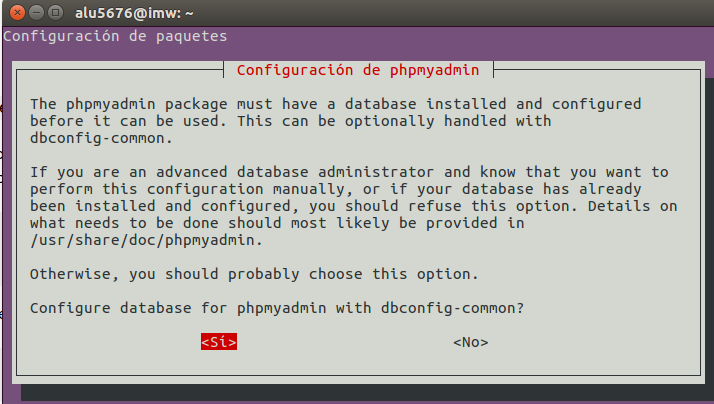 alu5676@imw: ~
Configuración de paquetes
Configuración de phpmyadmin
The phpmyadmin package must have a database installed and configured
before it can be used. This can be optionally handled with
dbconfig-common.
If you are an advanced database administrator and know that you want to
perform this configuration manually, or if your database has already
been installed and configured, you should refuse this option. Details on
what needs to be done should most likely be provided in
/usr/share/doc/phpmyadmin.
Otherwise, you should probably choose this option.
Configure database for phpmyadmin with dbconfig-common?
<Sí> <No>